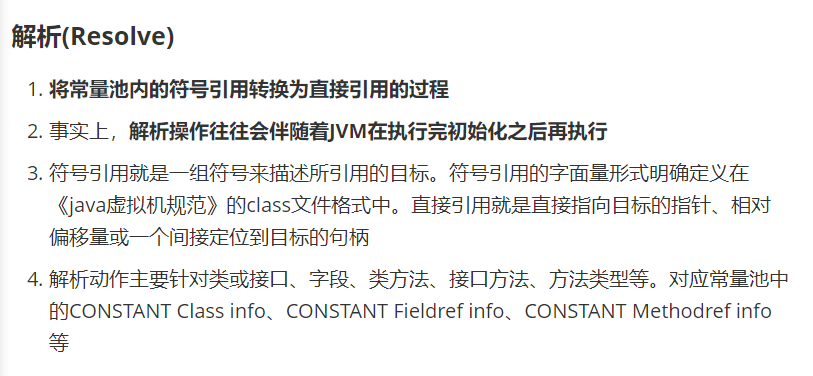 解析(Resolve)
1. 将常量池内的符号引用转换为直接引用的过程
2. 事实上，解析操作往往会伴随着JVM在执行完初始化之后再执行
3. 符号引用就是一组符号来描述所引用的目标。符号引用的字面量形式明确定义在
《java虚拟机规范》的class文件格式中。直接引用就是直接指向目标的指针、相对
偏移量或一个间接定位到目标的句柄
4. 解析动作主要针对类或接口、字段、类方法、接口方法、方法类型等。对应常量池中
的CONSTANT Class info、CONSTANT Fieldref info、CONSTANT Methodref info
等